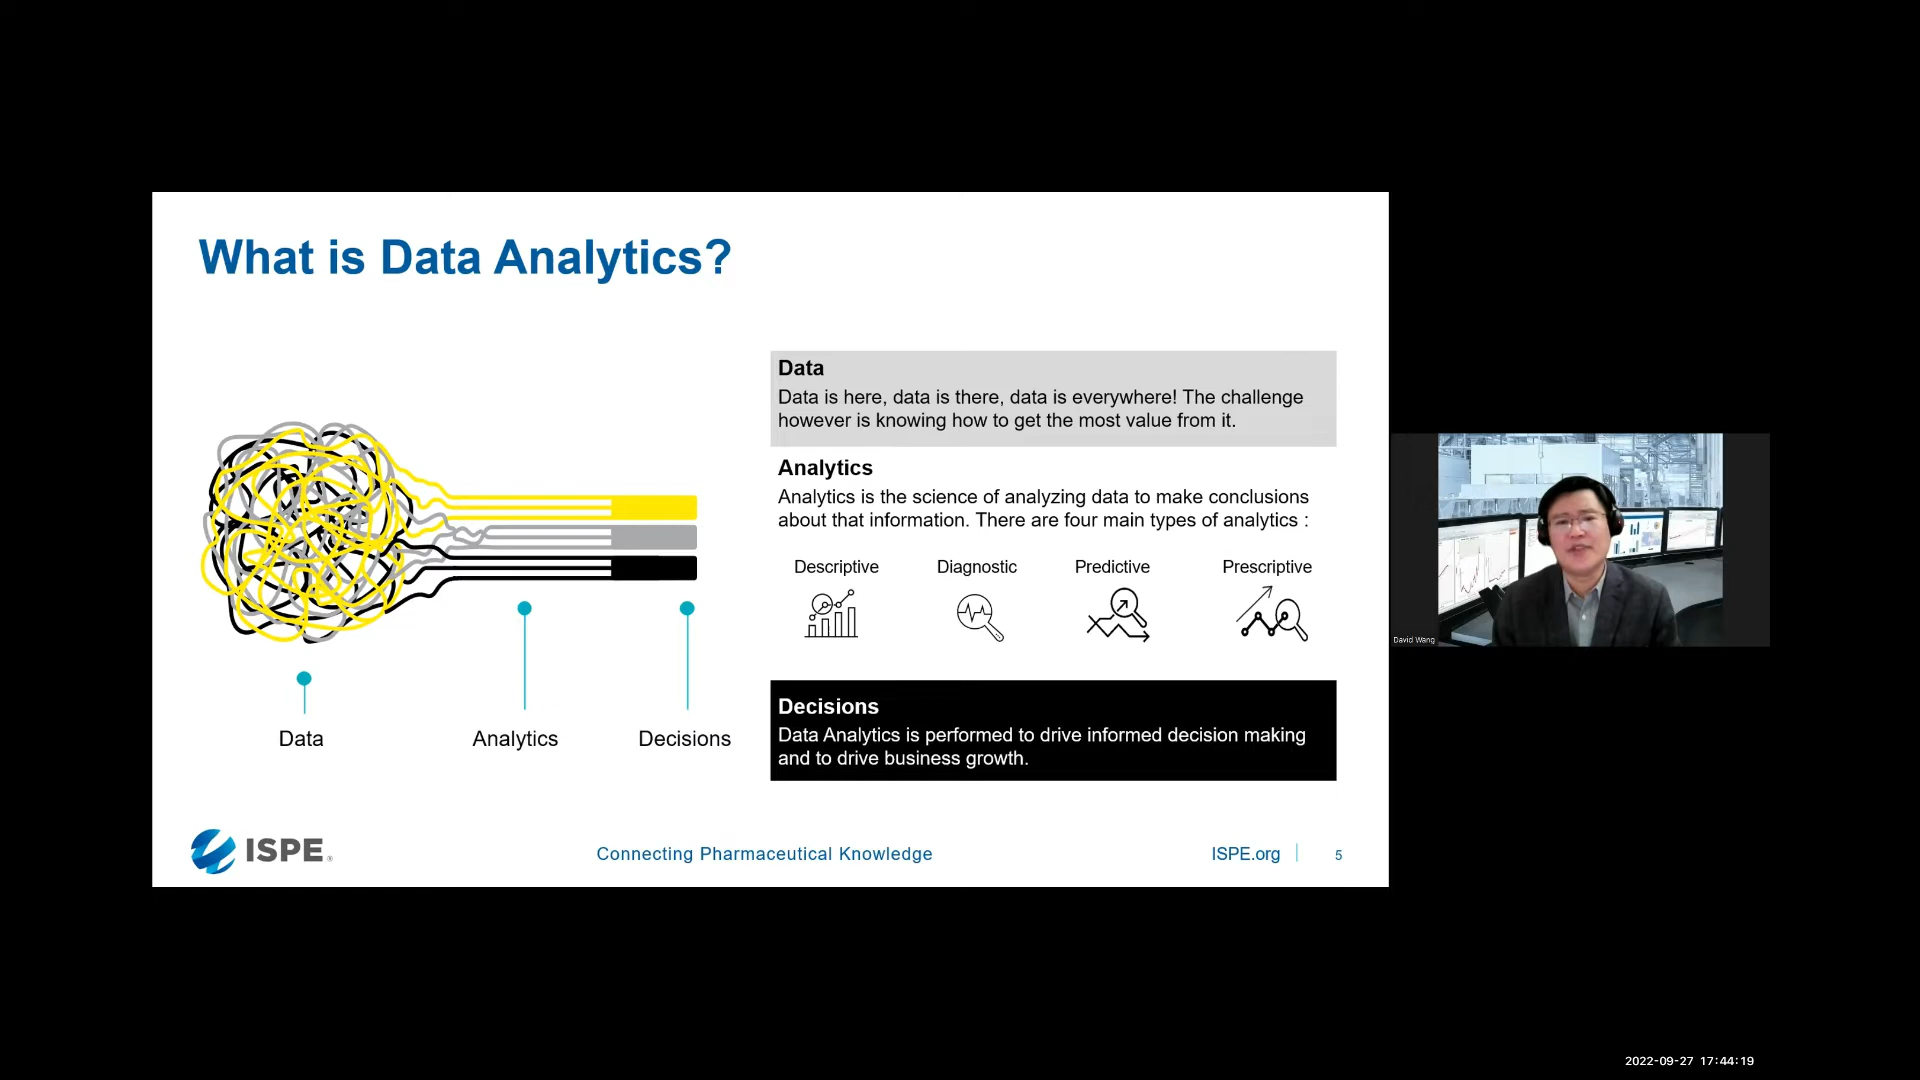 What is Data Analytics?
Data
Data is here, data is there, data is everywhere! The challenge
however is knowing how to get the most value from it.
Analytics
Analytics is the science of analyzing data to make conclusions
about that information. There are four main types of analytics :
Descriptive
Diagnostic
Predictive
Prescriptive
Decisions
Data Analytics is performed to drive informed decision making
and to drive business growth.
Data
Analytics
Decisions
ISPE®
Connecting Pharmaceutical Knowledge
ISPE.org
5
David Wang
2022-09-27 17:44:19